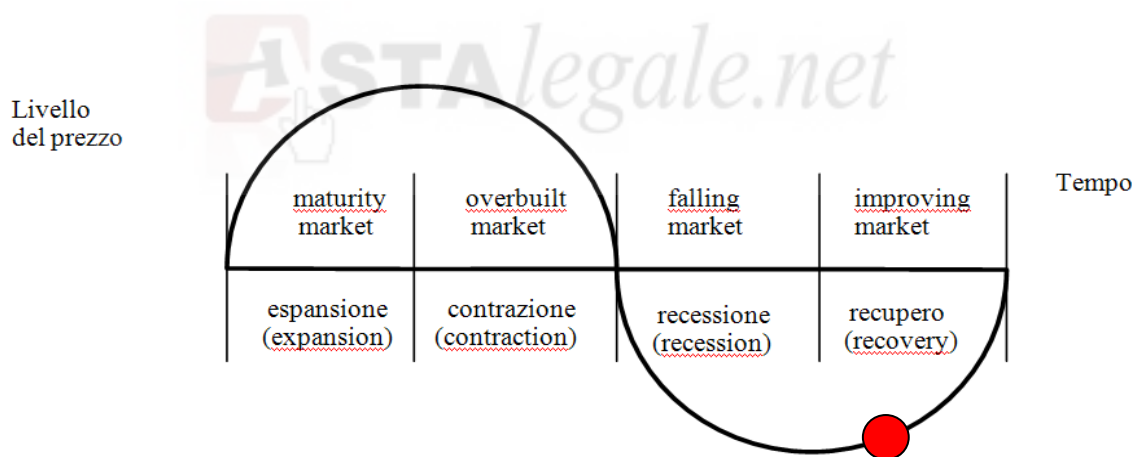 ASTAlegale.net
Livello
del prezzo
Tempo
maturity
market
overbuilt
market
falling
market
improving
market
espansione
(expansion)
contrazione
(contraction)
recessione
(recession)
recupero
(recovery)